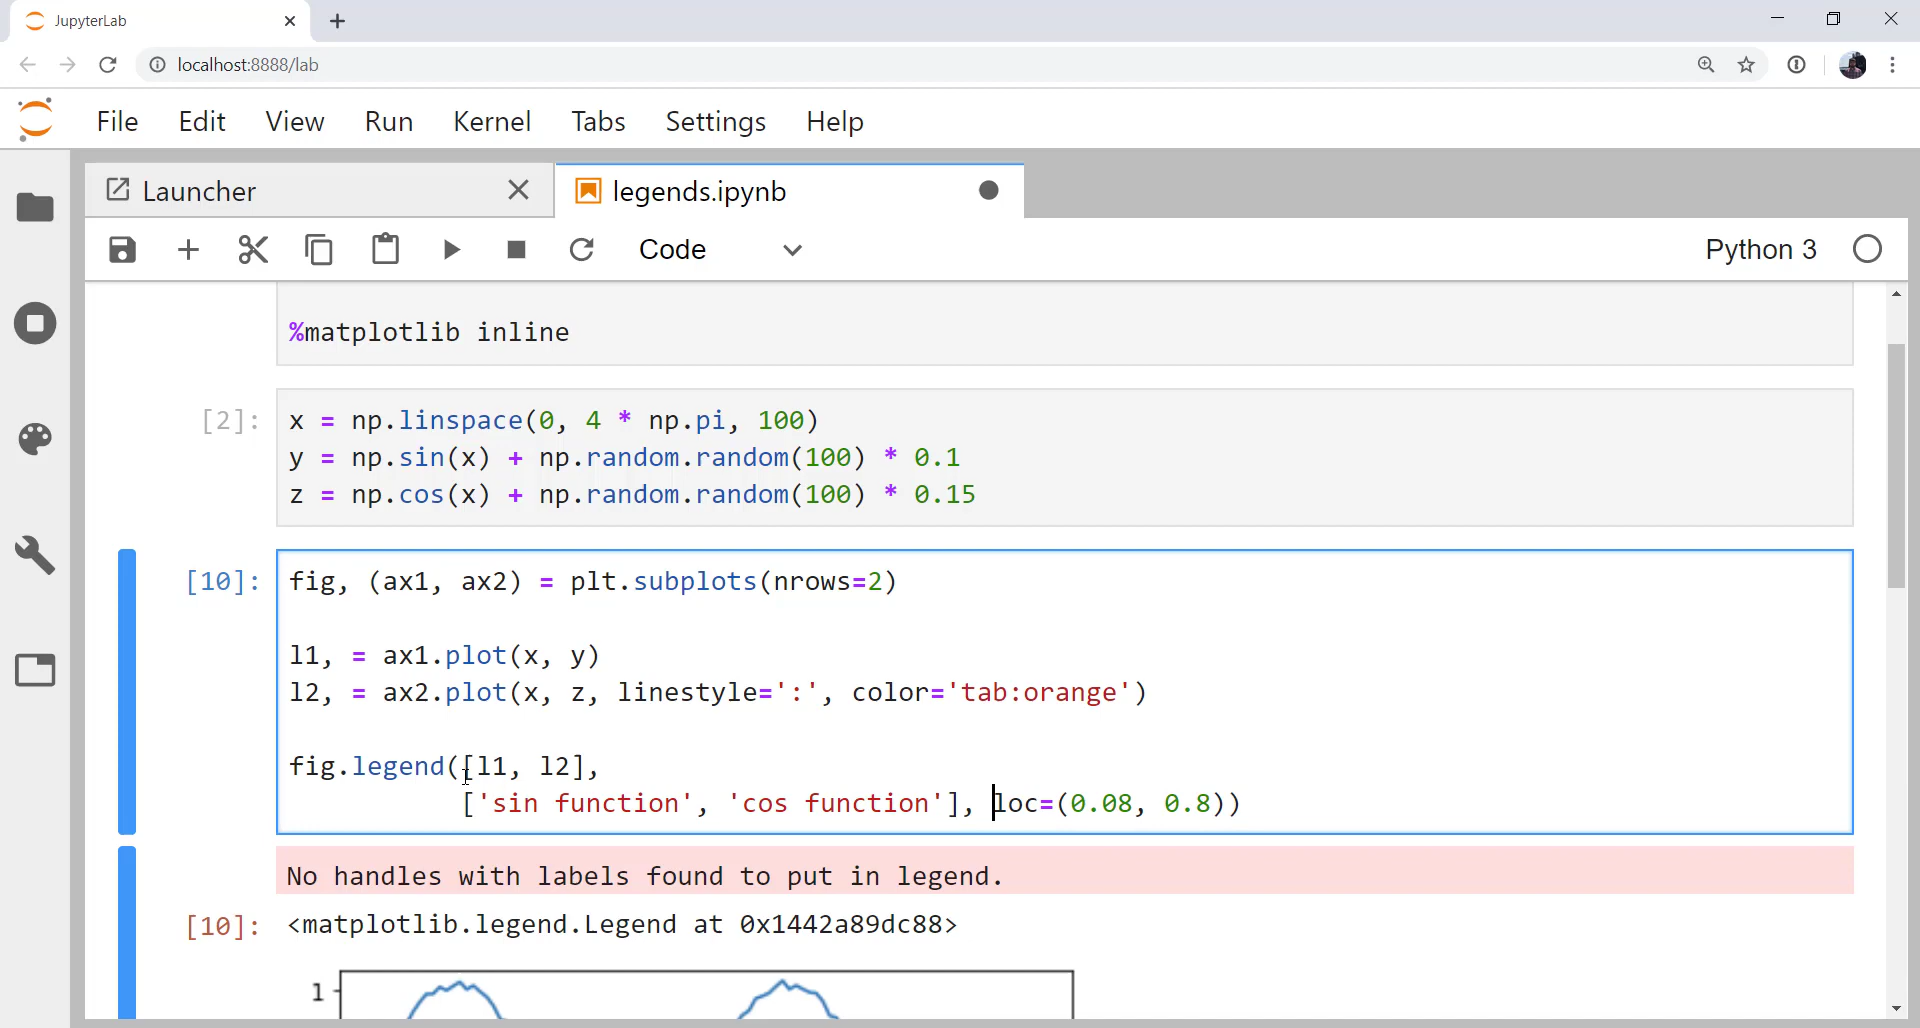 JupyterLab
localhost:8888/lab
File Edit View Run Kernel Tabs Settings Help
Launcher legends.ipynb
Code Python 3
%matplotlib inline
[2]: x = np.linspace(0, 4 * np.pi, 100)
y = np.sin(x) + np.random.random(100) * 0.1
z = np.cos(x) + np.random.random(100) * 0.15
[10]: fig, (ax1, ax2) = plt.subplots(nrows=2)
l1, = ax1.plot(x, y)
l2, = ax2.plot(x, z, linestyle=':', color='tab:orange')
fig.legend([l1, l2],
['sin function', 'cos function'], loc=(0.08, 0.8))
No handles with labels found to put in legend.
[10]: <matplotlib.legend.Legend at 0x1442a89dc88>
1